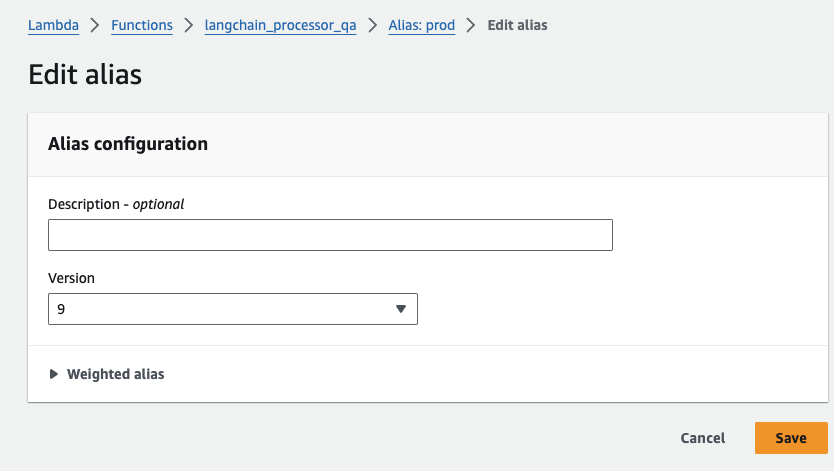 Lambda > Functions > langchain_processor_qa > Alias: prod > Edit alias
Edit alias
Alias configuration
Description - optional
Version
9
Weighted alias
Cancel Save